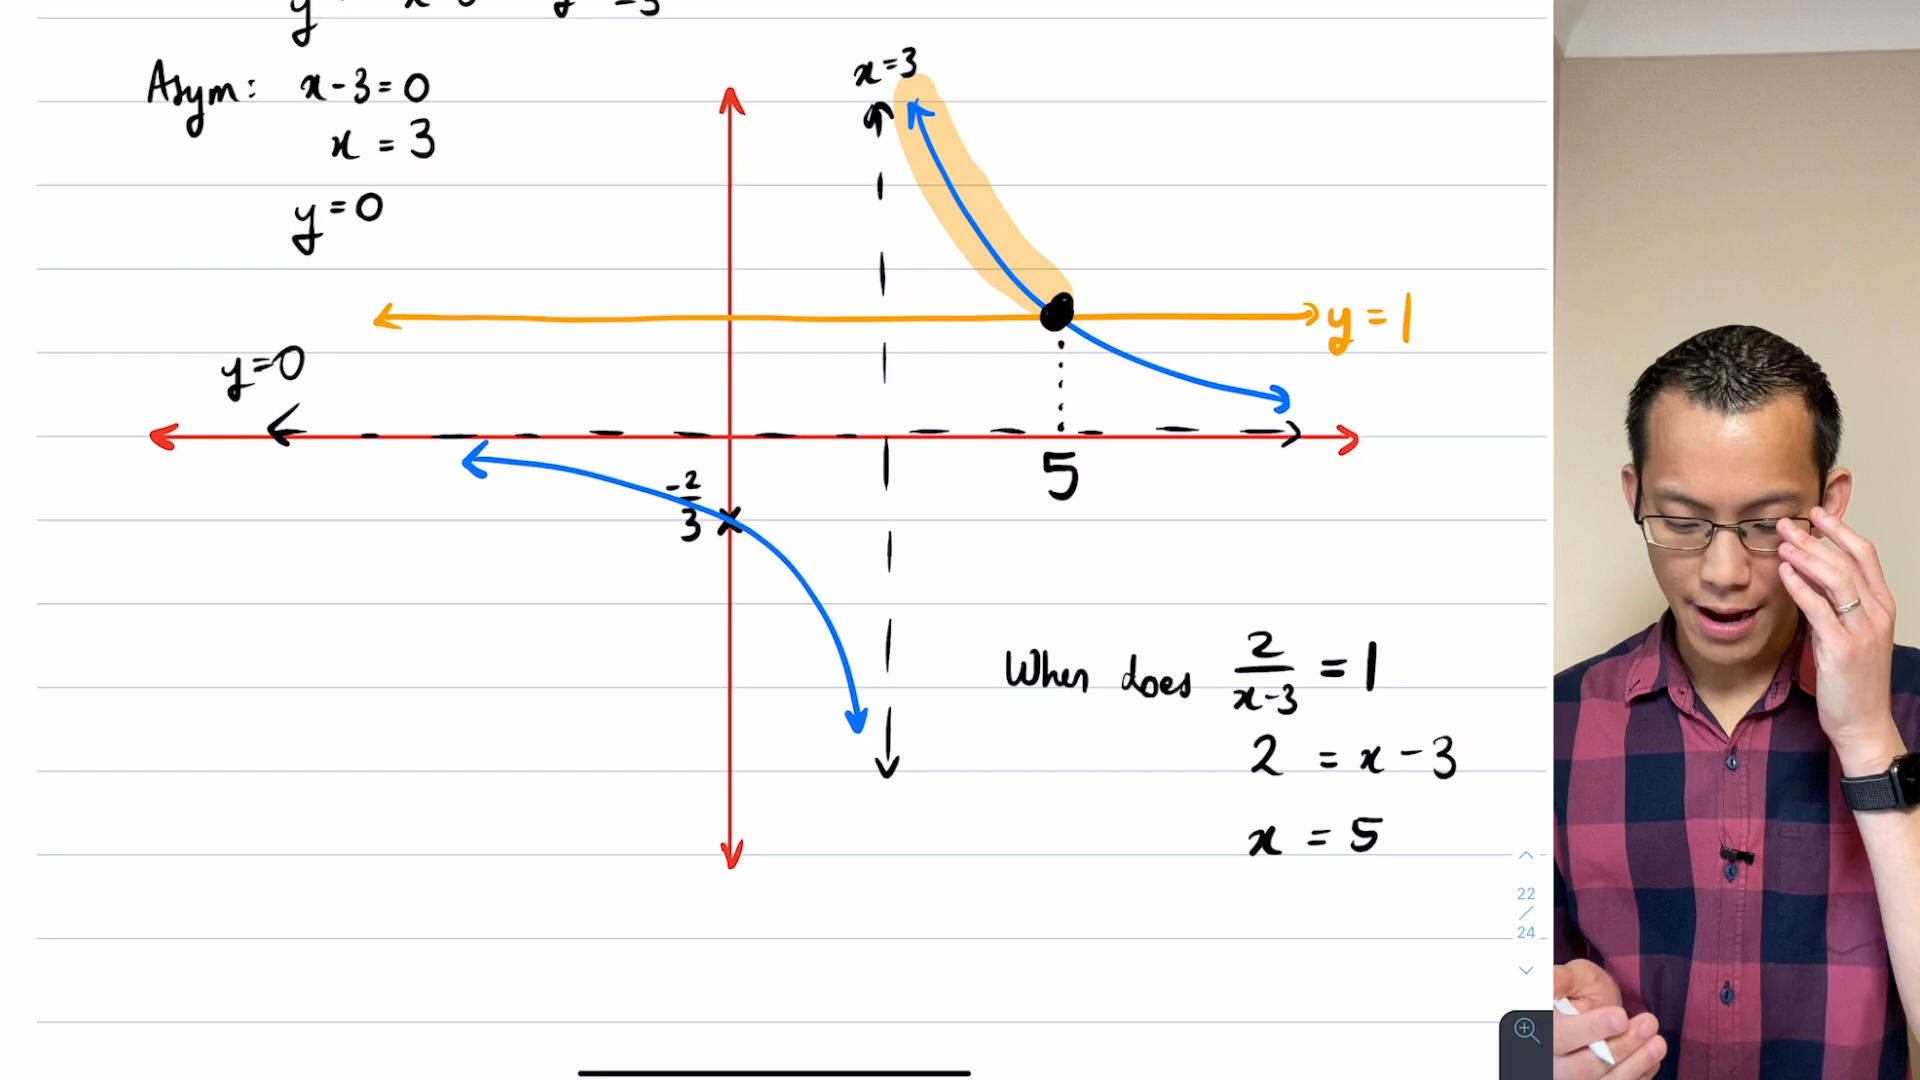 Asym: x-3=0
x = 3
y=0
x=3
y=1
y=0
-2/3
5
When does 2/(x-3) = 1
2 = x-3
x = 5
22
/
24